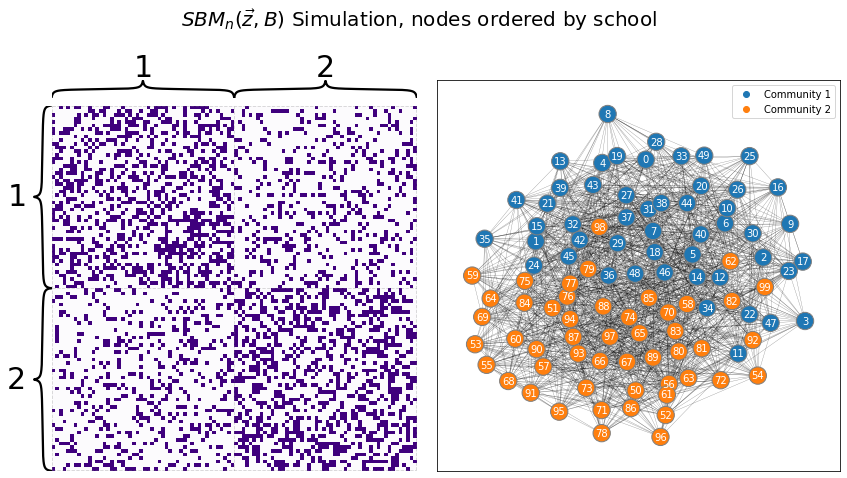 $SBM_n(\vec{z}, B)$ Simulation, nodes ordered by school
1 2
1
2
Community 1
Community 2
8
28
13 4 19 0 33 49 25
39 43 20 26 16
41 21 27 31 38 44 10
15 32 98 37 6 9
35 1 42 29 7 40 30
24 45 18 5 62 2 17
59 75 77 79 36 48 46 14 12 23 99
64 84 76 51 88 85 58 34 82
69 94 74 70 22 47 3
53 60 87 97 65 83 92
90 93 66 67 89 80 81 11
55 57
68 91 73 50 56 63 72 54
61
95 71 86 52
78 96